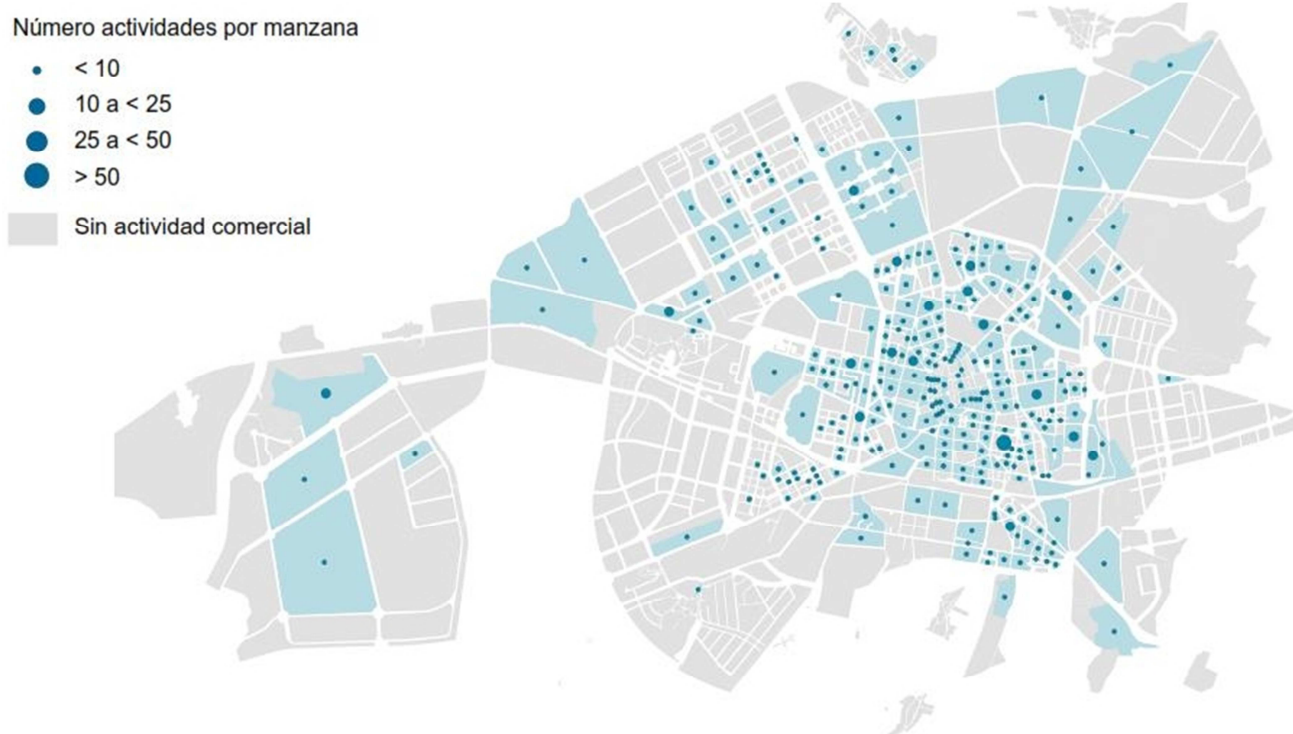 Número actividades por manzana
< 10
10 a < 25
25 a < 50
> 50
Sin actividad comercial